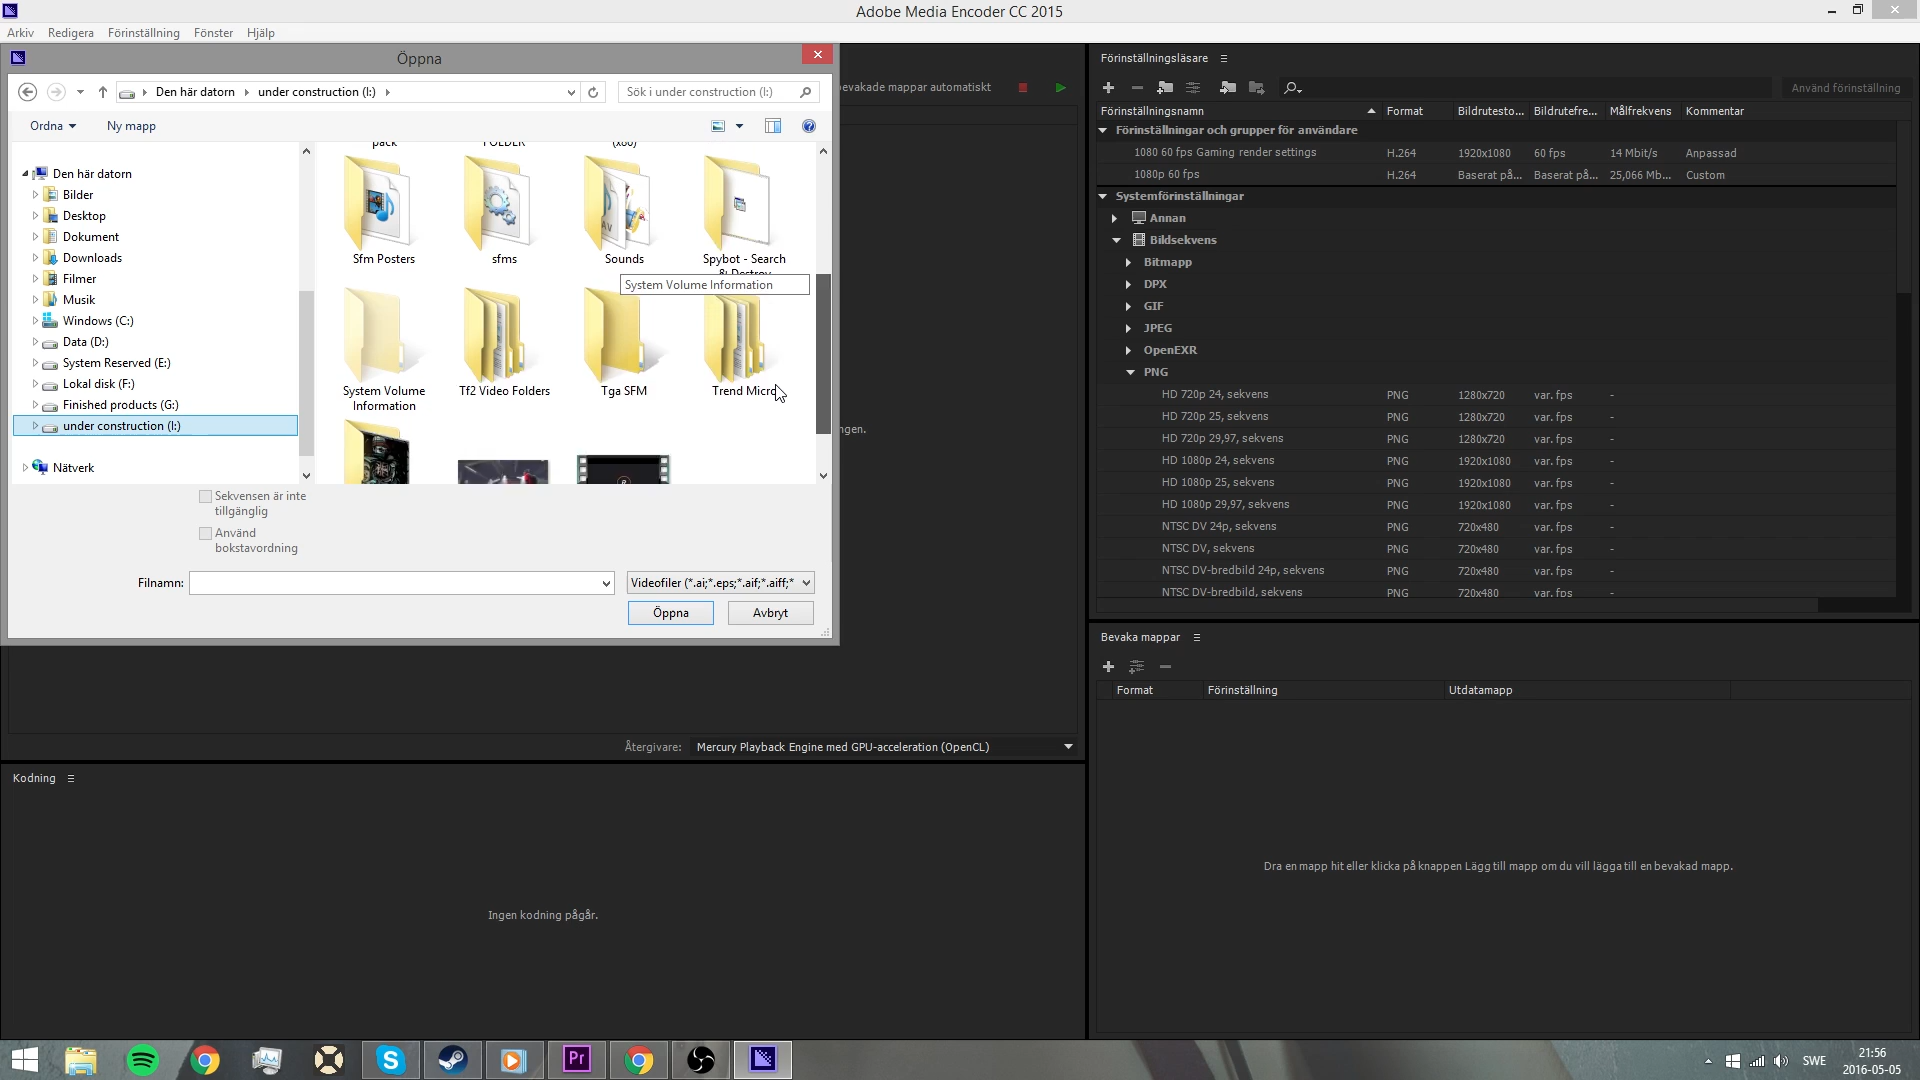 Adobe Media Encoder CC 2015
Arkiv Redigera Förinställning Fönster Hjälp
Öppna
Den här datorn under construction (I:)
Sök i under construction (I:)
Ordna Ny mapp
pack FOLDER (x86)
Den här datorn
Bilder
Desktop
Dokument
Downloads
Filmer
Musik
Windows (C:)
Data (D:)
System Reserved (E:)
Lokal disk (F:)
Finished products (G:)
under construction (I:)
Nätverk
Sfm Posters sfms Sounds Spybot - Search
& Destroy
System Volume Information
System Volume Tf2 Video Folders Tga SFM Trend Micro
Information
Sekvensen är inte
tillgänglig
Använd
bokstavordning
Filnamn: Videofiler (*.ai;*.eps;*.aif;*.aiff;*
Öppna Avbryt
evakade mappar automatiskt
ngen.
Återgivare: Mercury Playback Engine med GPU-acceleration (OpenCL)
Kodning
Ingen kodning pågår.
Förinställningsläsare
Använd förinställning
Förinställningsnamn Format Bildrutesto... Bildrutefre... Målfrekvens Kommentar
Förinställningar och grupper för användare
1080 60 fps Gaming render settings H.264 1920x1080 60 fps 14 Mbit/s Anpassad
1080p 60 fps H.264 Baserat på... Baserat på... 25,066 Mb... Custom
Systemförinställningar
Annan
Bildsekvens
Bitmapp
DPX
GIF
JPEG
OpenEXR
PNG
HD 720p 24, sekvens PNG 1280x720 var. fps -
HD 720p 25, sekvens PNG 1280x720 var. fps -
HD 720p 29,97, sekvens PNG 1280x720 var. fps -
HD 1080p 24, sekvens PNG 1920x1080 var. fps -
HD 1080p 25, sekvens PNG 1920x1080 var. fps -
HD 1080p 29,97, sekvens PNG 1920x1080 var. fps -
NTSC DV 24p, sekvens PNG 720x480 var. fps -
NTSC DV, sekvens PNG 720x480 var. fps -
NTSC DV-bredbild 24p, sekvens PNG 720x480 var. fps -
NTSC DV-bredbild, sekvens PNG 720x480 var. fps -
Bevaka mappar
Format Förinställning Utdatamapp
Dra en mapp hit eller klicka på knappen Lägg till mapp om du vill lägga till en bevakad mapp.
Pr
SWE
21:56
2016-05-05